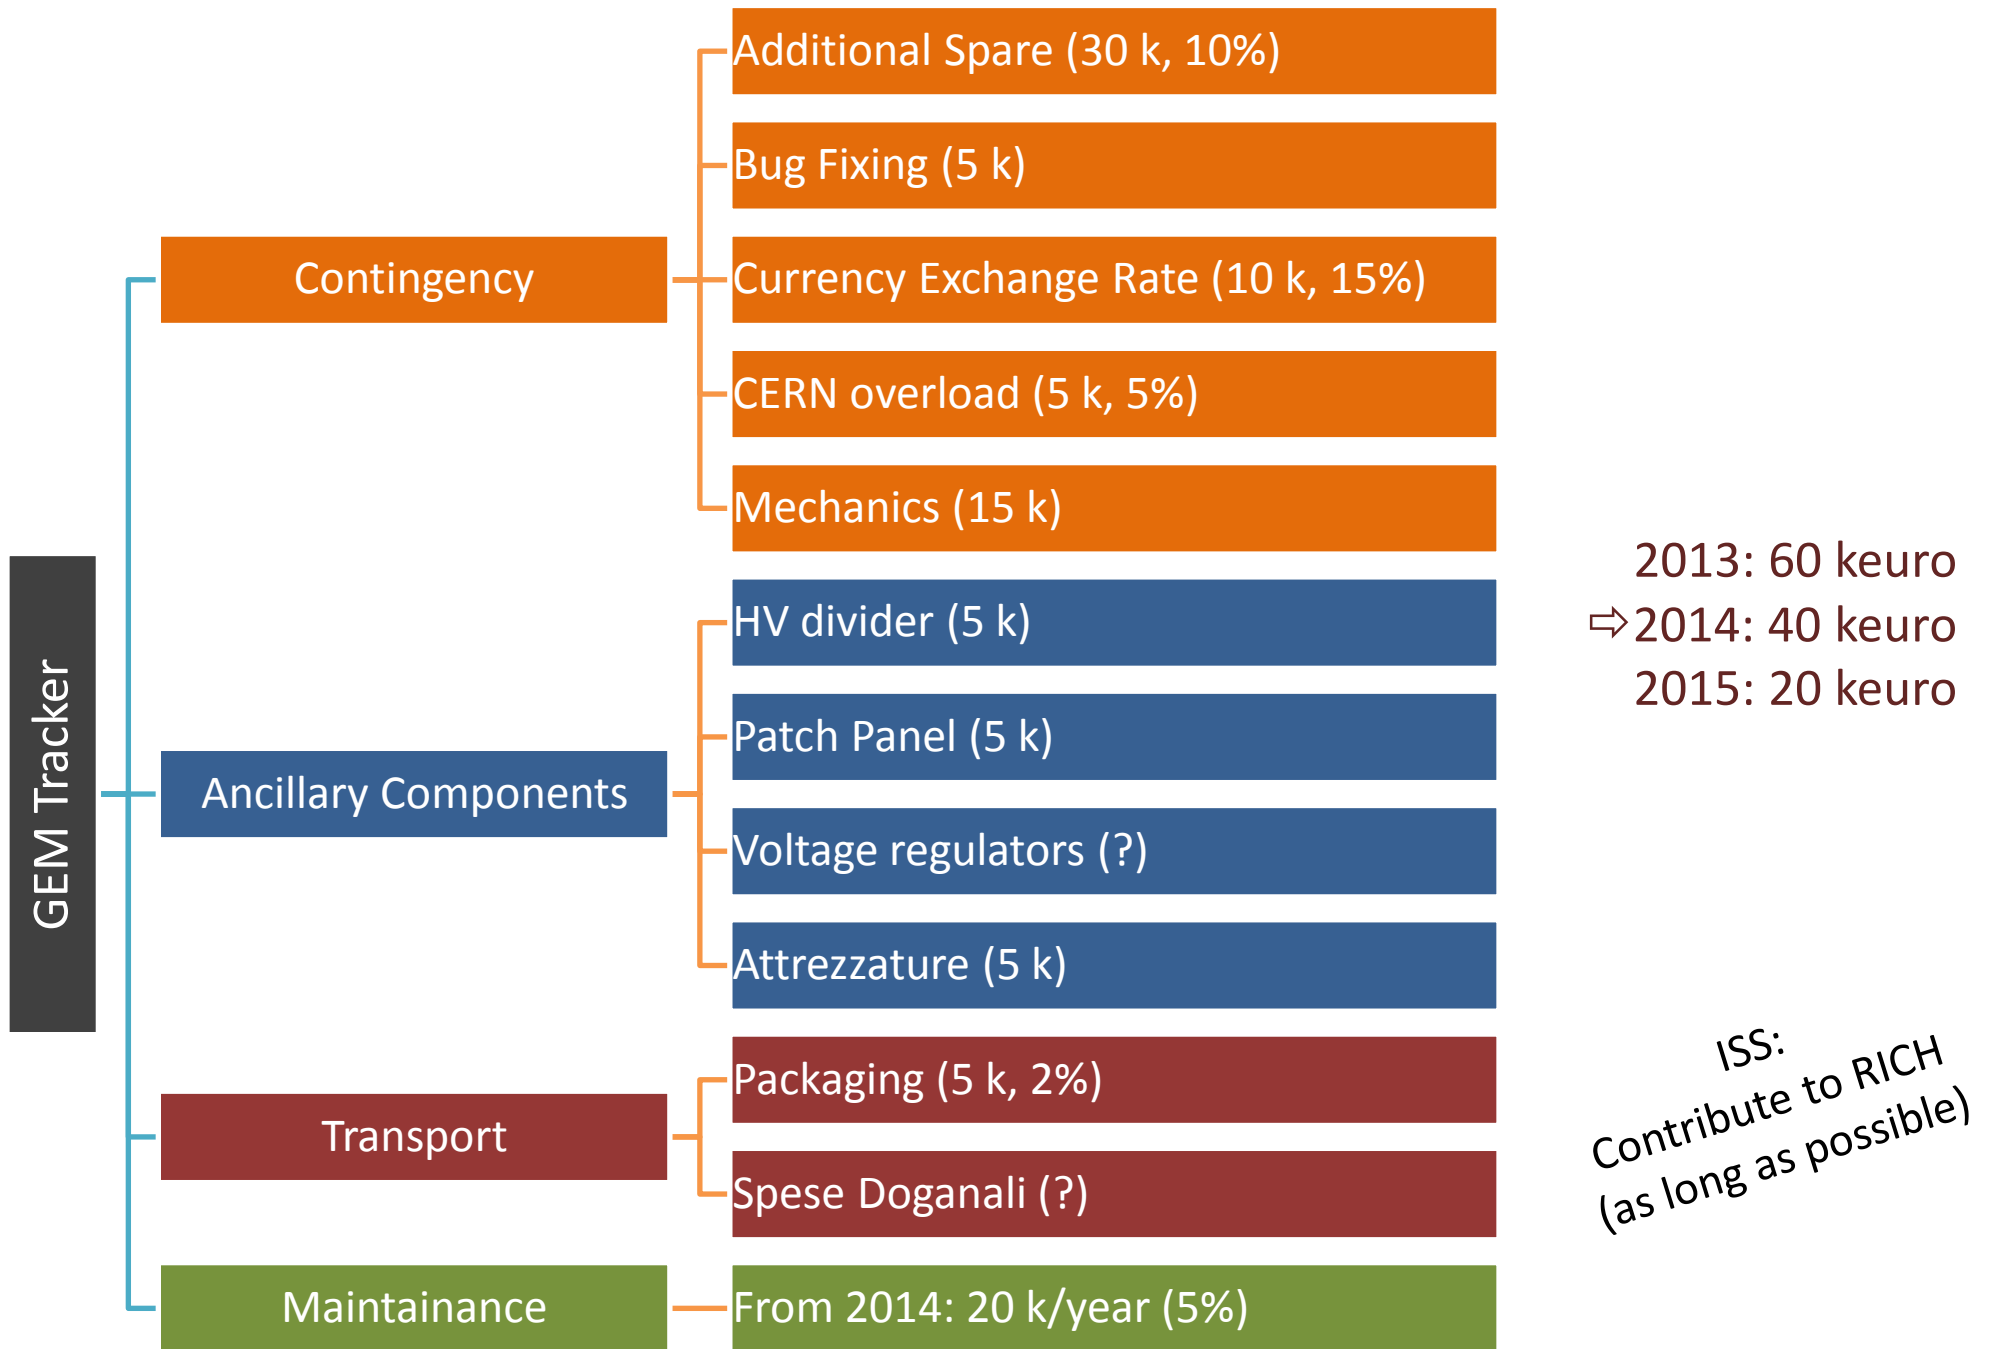 GEM Tracker
Contingency
Additional Spare (30 k, 10%)
Bug Fixing (5 k)
Currency Exchange Rate (10 k, 15%)
CERN overload (5 k, 5%)
Mechanics (15 k)
Ancillary Components
HV divider (5 k)
Patch Panel (5 k)
Voltage regulators (?)
Attrezzature (5 k)
Transport
Packaging (5 k, 2%)
Spese Doganali (?)
Maintainance
From 2014: 20 k/year (5%)
2013: 60 keuro
⇨2014: 40 keuro
2015: 20 keuro
ISS:
Contribute to RICH
(as long as possible)